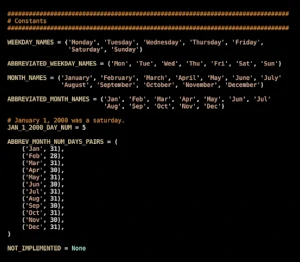 ################################################################################
# Constants
################################################################################
WEEKDAY_NAMES = ('Monday', 'Tuesday', 'Wednesday', 'Thursday', 'Friday',
'Saturday', 'Sunday')
ABBREVIATED_WEEKDAY_NAMES = ('Mon', 'Tue', 'Wed', 'Thu', 'Fri', 'Sat', 'Sun')
MONTH_NAMES = ('January', 'February', 'March', 'April', 'May', 'June', 'July'
'August', 'September', 'October', 'November', 'December')
ABBREVIATED_MONTH_NAMES = ('Jan', 'Feb', 'Mar', 'Apr', 'May', 'Jun', 'Jul'
'Aug', 'Sep', 'Oct', 'Nov', 'Dec')
# January 1, 2000 was a saturday.
JAN_1_2000_DAY_NUM = 5
ABBREV_MONTH_NUM_DAYS_PAIRS = (
('Jan', 31),
('Feb', 28),
('Mar', 31),
('Apr', 30),
('May', 31),
('Jun', 30),
('Jul', 31),
('Aug', 31),
('Sep', 30),
('Oct', 31),
('Nov', 30),
('Dec', 31),
)
NOT_IMPLEMENTED = None